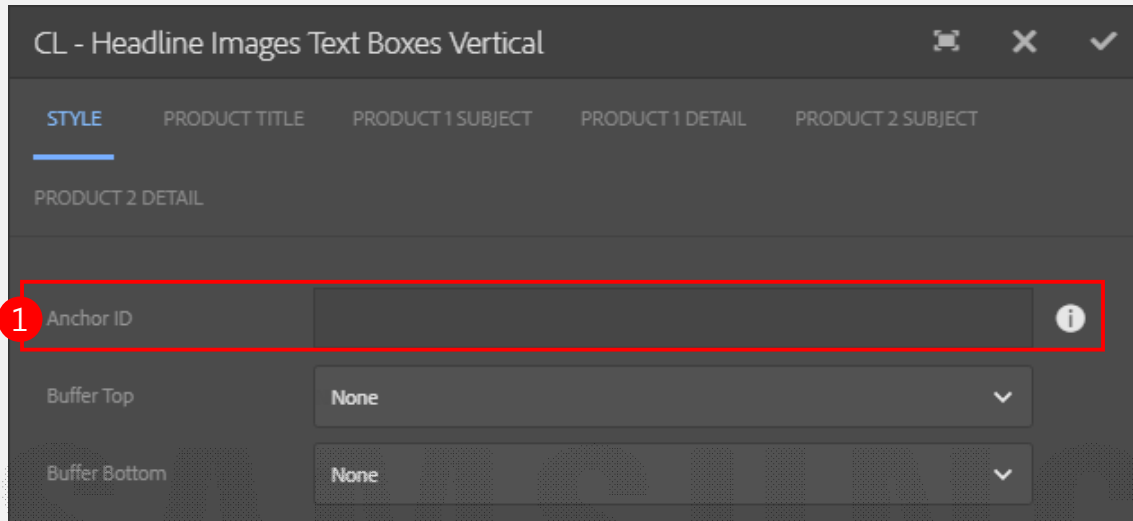 CL - Headline Images Text Boxes Vertical
STYLE PRODUCT TITLE PRODUCT 1 SUBJECT PRODUCT 1 DETAIL PRODUCT 2 SUBJECT
PRODUCT 2 DETAIL
1 Anchor ID
Buffer Top None
Buffer Bottom None
SAMSUNG